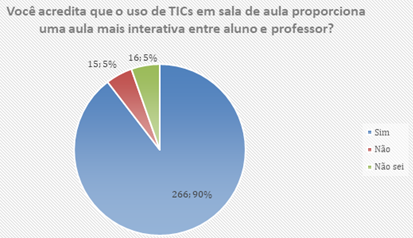 Você acredita que o uso de TICs em sala de aula proporciona
uma aula mais interativa entre aluno e professor?
15; 5%
16; 5%
266; 90%
Sim
Não
Não sei